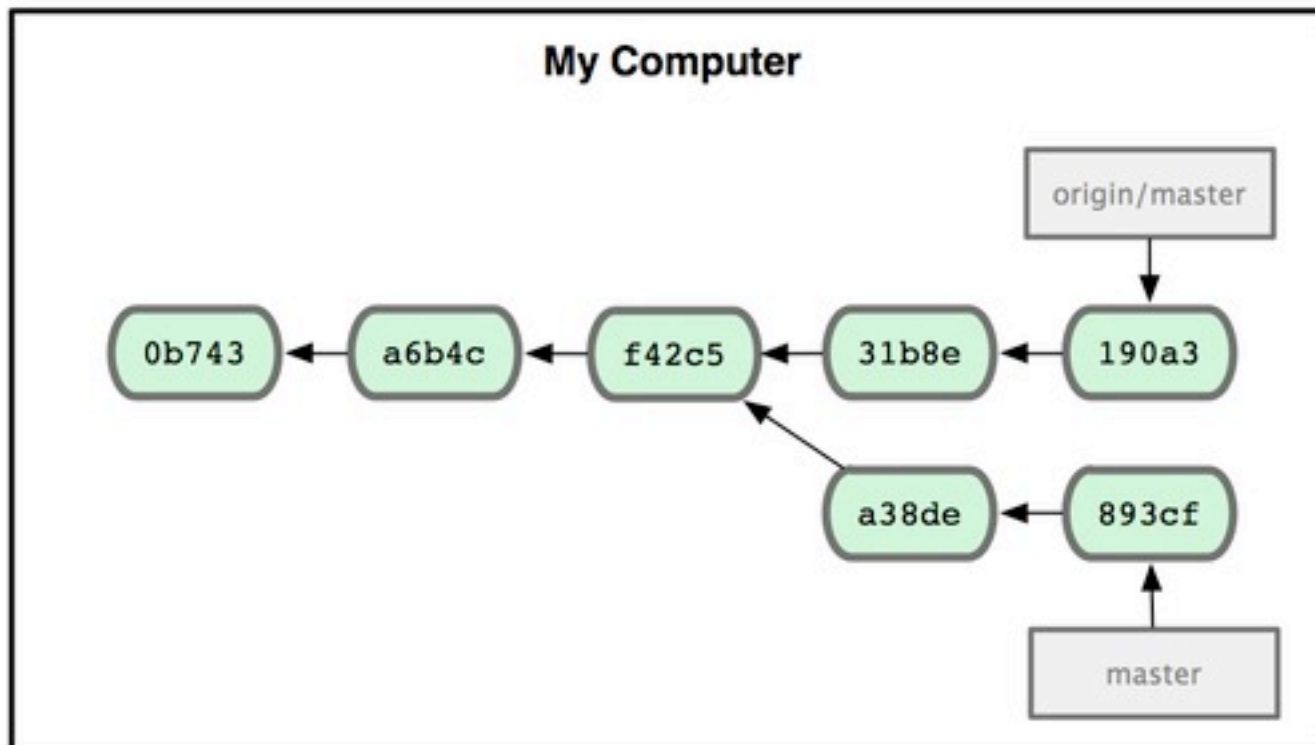 My Computer
origin/master
0b743
a6b4c
f42c5
31b8e
190a3
a38de
893cf
master